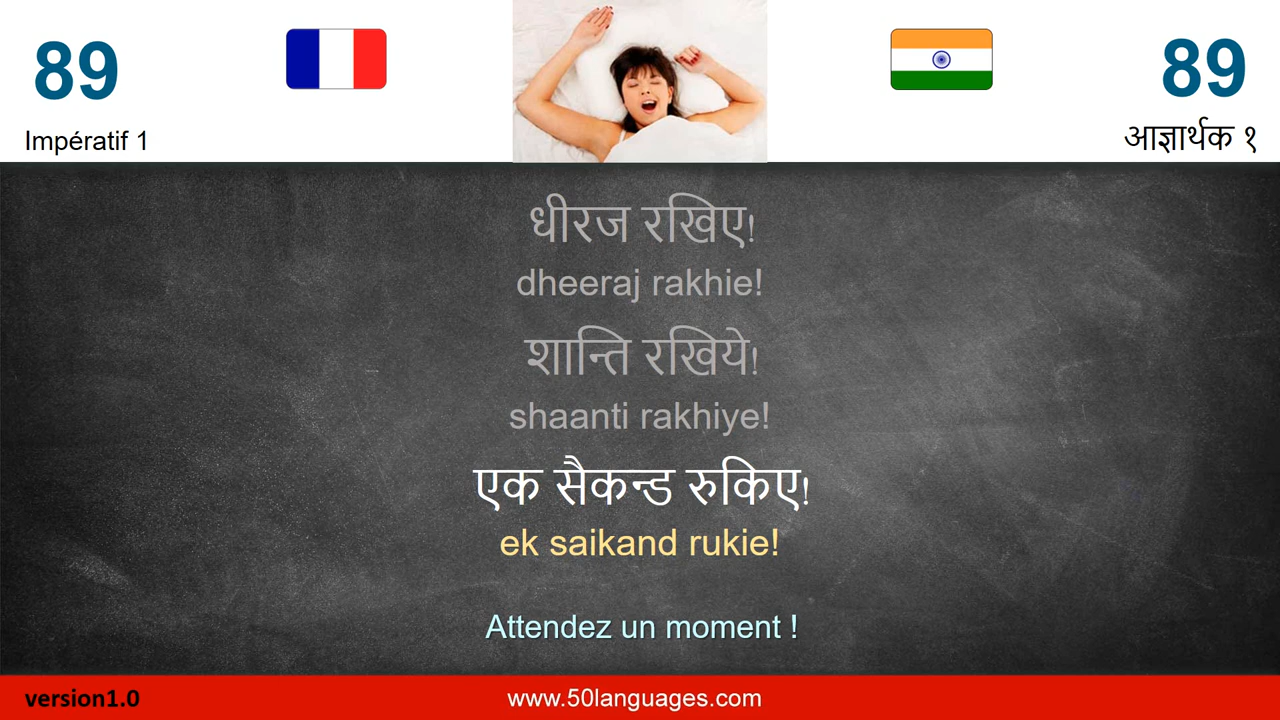 89
Impératif 1
89
आज्ञार्थक १
धीरज रखिए!
dheeraj rakhie!
शान्ति रखिये!
shaanti rakhiye!
एक सैकन्ड रुकिए!
ek saikand rukie!
Attendez un moment !
version1.0
www.50languages.com